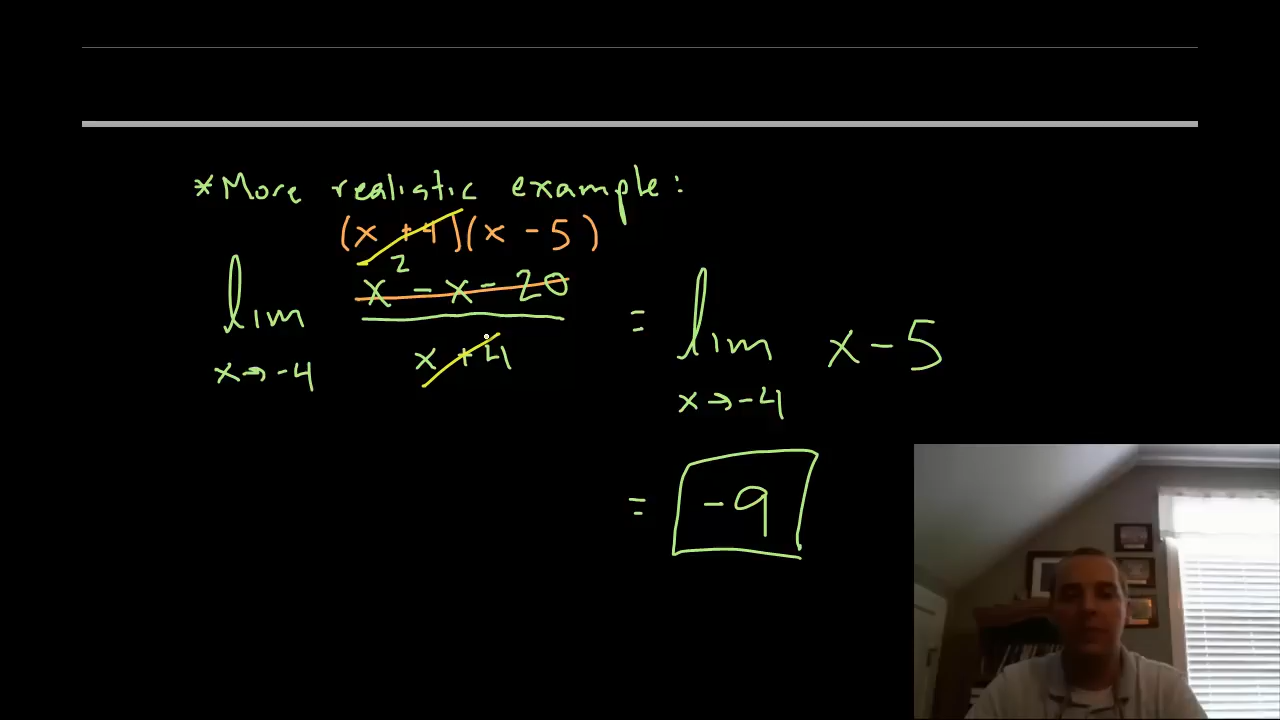 *More realistic example:
(x+4)(x-5)
lim x²-x-20 = lim x-5
x→-4 x+4 x→-4
= -9